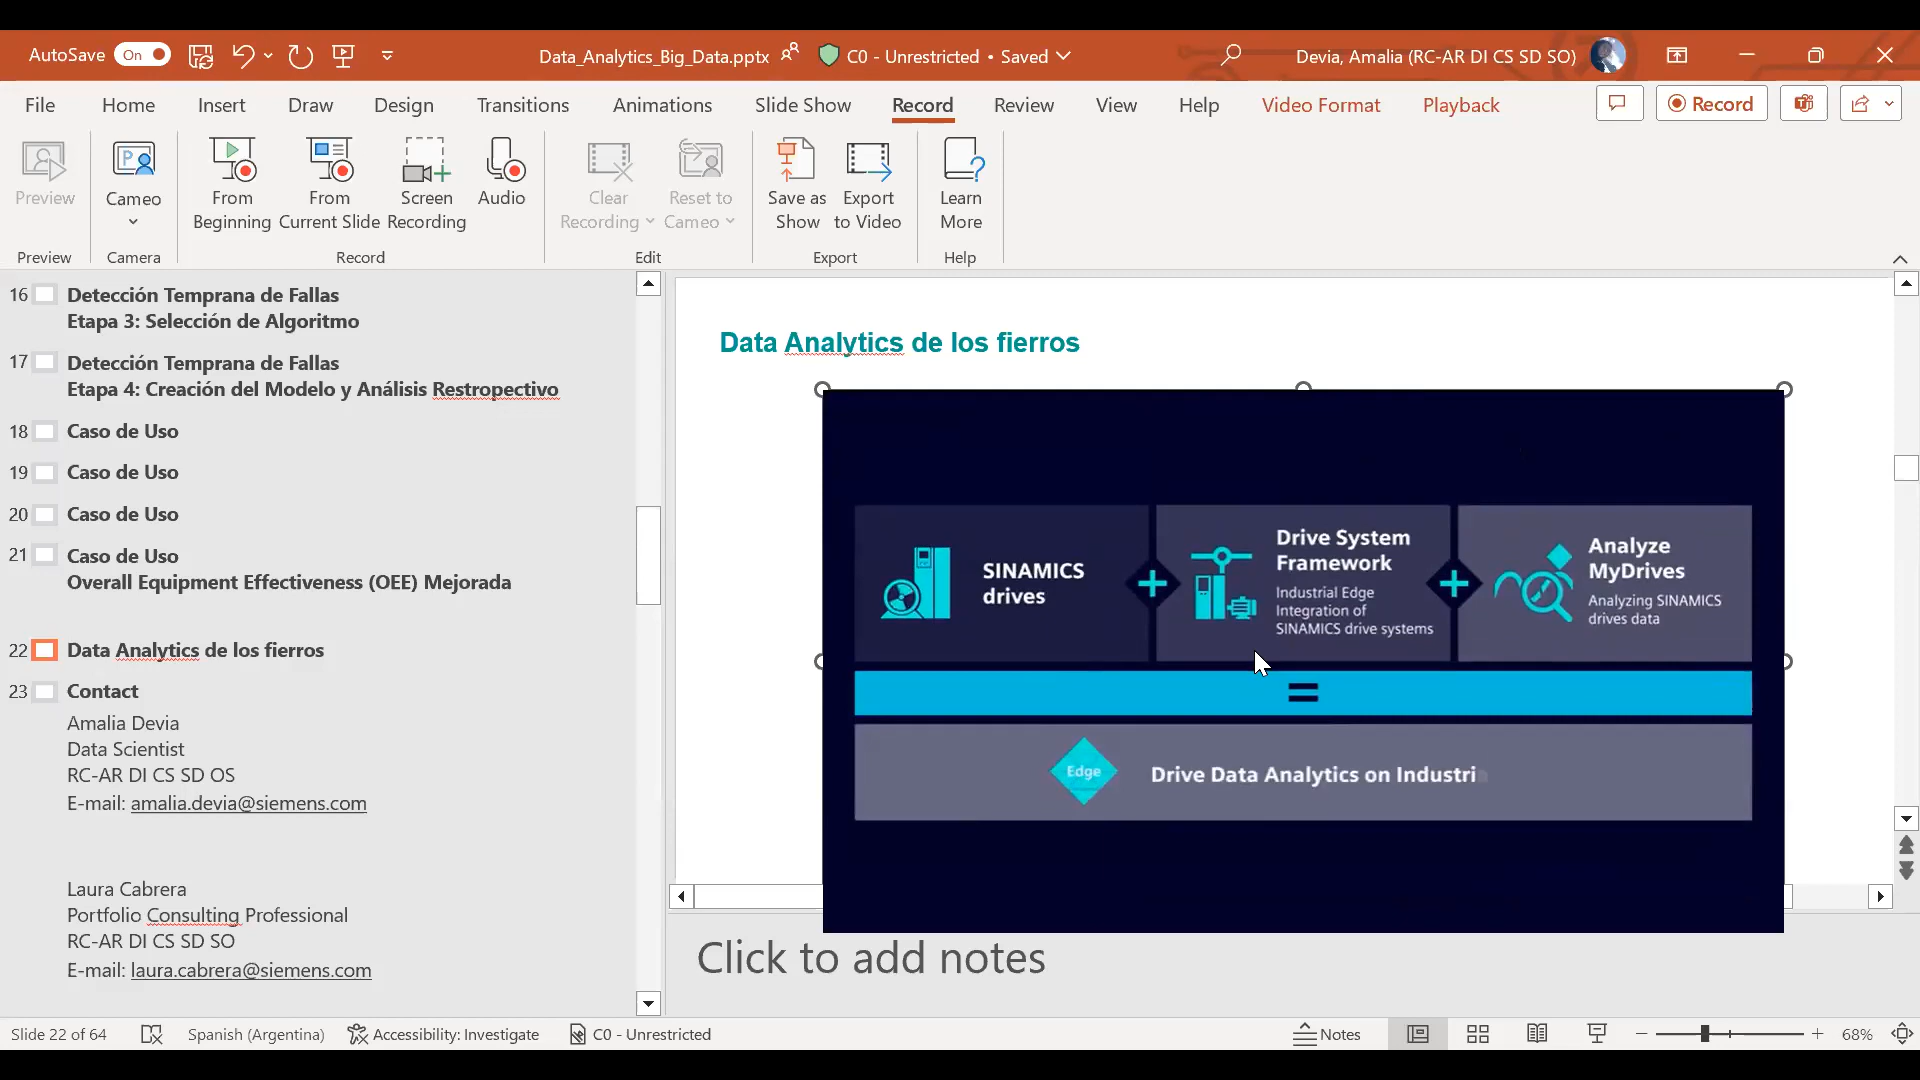 AutoSave On
Data_Analytics_Big_Data.pptx
C0 - Unrestricted • Saved
Devia, Amalia (RC-AR DI CS SD SO)
File Home Insert Draw Design Transitions Animations Slide Show Record Review View Help Video Format Playback
Record
Preview
Cameo
From Beginning
From Current Slide
Screen Recording
Audio
Clear Recording
Reset to Cameo
Save as Show
Export to Video
Learn More
Preview Camera Record Edit Export Help
16 Detección Temprana de Fallas
Etapa 3: Selección de Algoritmo
17 Detección Temprana de Fallas
Etapa 4: Creación del Modelo y Análisis Restropectivo
18 Caso de Uso
19 Caso de Uso
20 Caso de Uso
21 Caso de Uso
Overall Equipment Effectiveness (OEE) Mejorada
22 Data Analytics de los fierros
23 Contact
Amalia Devia
Data Scientist
RC-AR DI CS SD OS
E-mail: amalia.devia@siemens.com
Laura Cabrera
Portfolio Consulting Professional
RC-AR DI CS SD SO
E-mail: laura.cabrera@siemens.com
Data Analytics de los fierros
SINAMICS
drives
+
Drive System
Framework
Industrial Edge
Integration of
SINAMICS drive systems
+
Analyze
MyDrives
Analyzing SINAMICS
drives data
=
Edge
Drive Data Analytics on Industri
Click to add notes
Slide 22 of 64
Spanish (Argentina)
Accessibility: Investigate
C0 - Unrestricted
Notes
68%